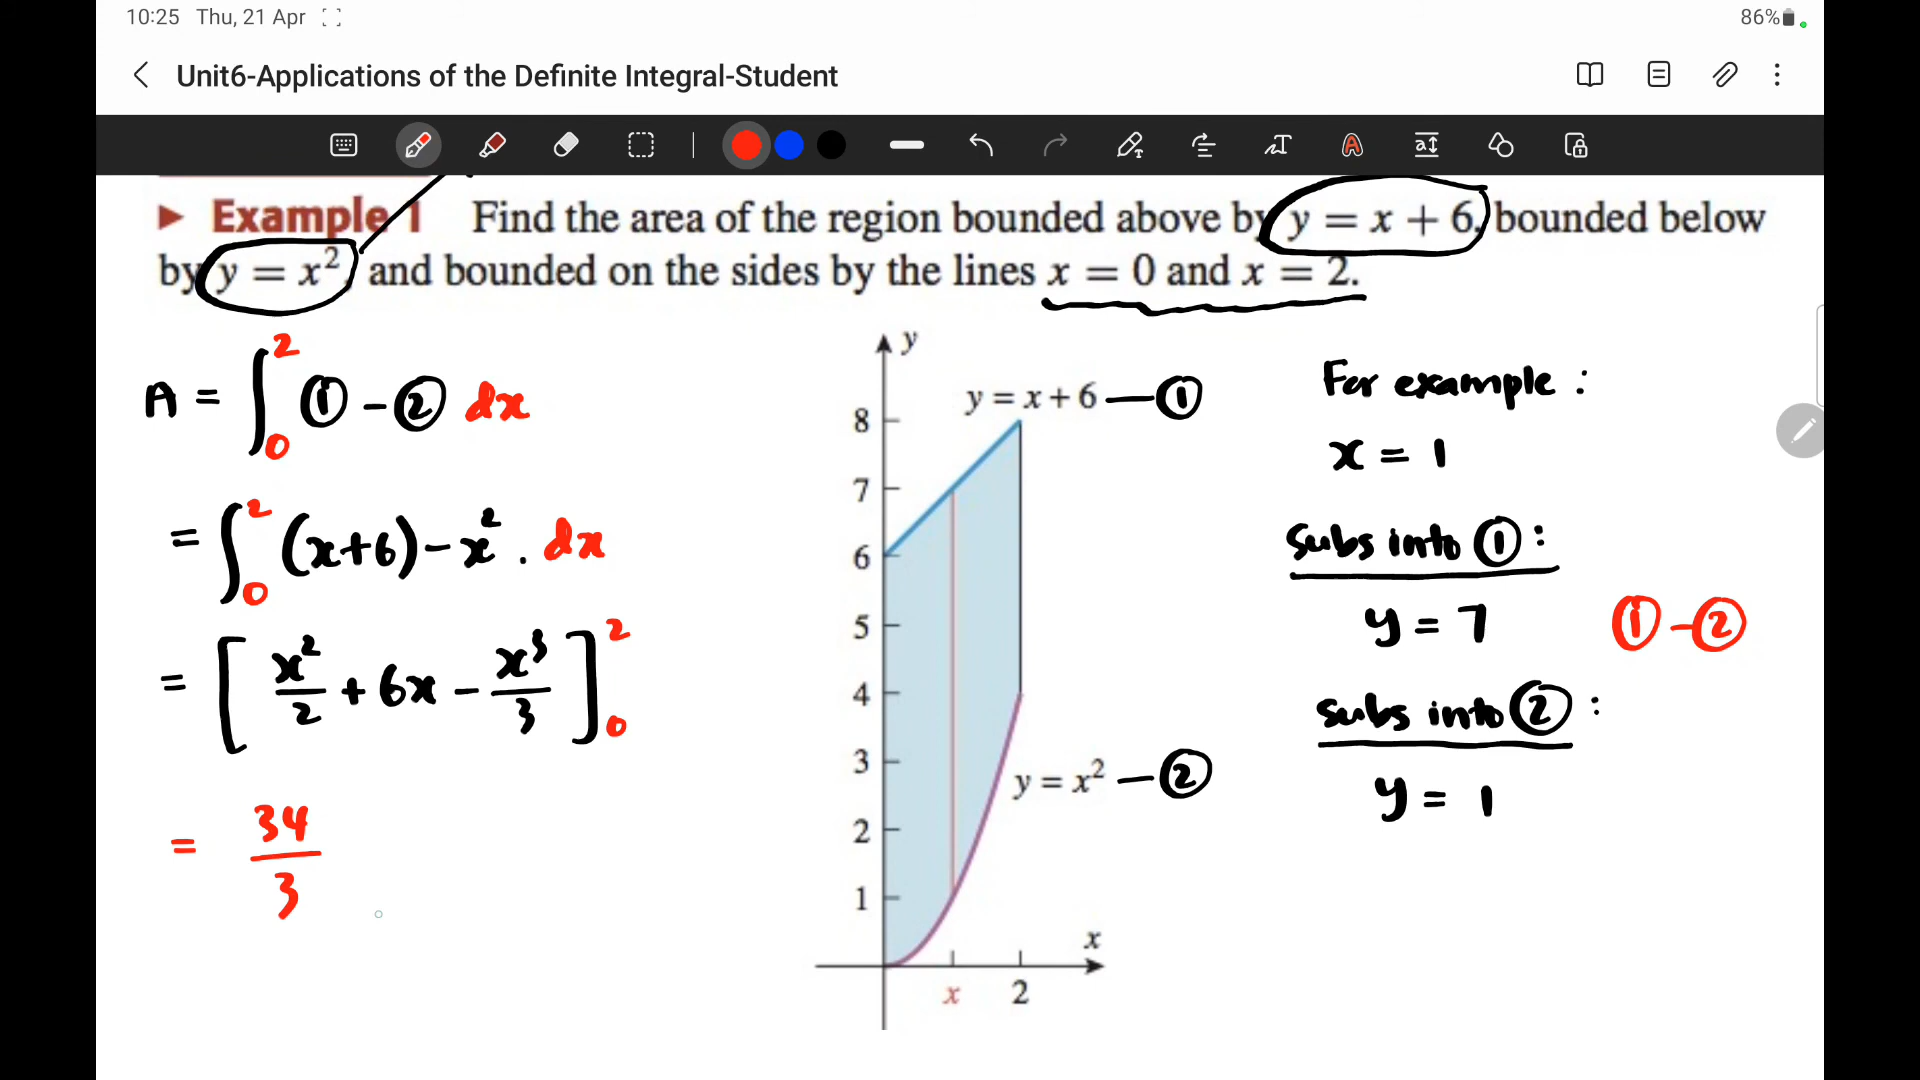 10:25 Thu, 21 Apr
86%
Unit6-Applications of the Definite Integral-Student
► Example 1 Find the area of the region bounded above by y = x + 6, bounded below
by y = x², and bounded on the sides by the lines x = 0 and x = 2.
A = ∫₀² ① - ② dx
= ∫₀² (x+6) - x² . dx
= [x²/2 + 6x - x³/3]₀²
= 34/3
y
y = x + 6 — ①
8
7
6
5
4
3
2
1
y = x² — ②
x
x 2
For example :
x = 1
Subs into ① :
y = 7
① - ②
Subs into ② :
y = 1